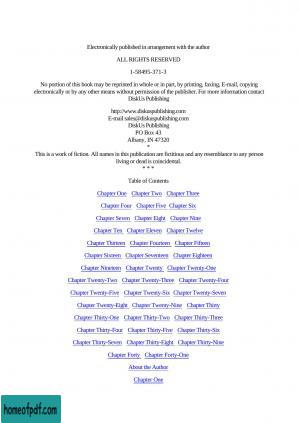 Electronically published in arrangement with the author
ALL RIGHTS RESERVED
1-58495-371-3
No portion of this book may be reprinted in whole or in part, by printing, faxing, E-mail, copying
electronically or by any other means without permission of the publisher. For more information contact
DiskUs Publishing
http://www.diskuspublishing.com
E-mail sales@diskuspublishing.com
DiskUs Publishing
PO Box 43
Albany, IN 47320
*
This is a work of fiction. All names in this publication are fictitious and any resemblance to any person
living or dead is coincidental.
* * *
Table of Contents
Chapter One Chapter Two Chapter Three
Chapter Four Chapter Five Chapter Six
Chapter Seven Chapter Eight Chapter Nine
Chapter Ten Chapter Eleven Chapter Twelve
Chapter Thirteen Chapter Fourteen Chapter Fifteen
Chapter Sixteen Chapter Seventeen Chapter Eighteen
Chapter Nineteen Chapter Twenty Chapter Twenty-One
Chapter Twenty-Two Chapter Twenty-Three Chapter Twenty-Four
Chapter Twenty-Five Chapter Twenty-Six Chapter Twenty-Seven
Chapter Twenty-Eight Chapter Twenty-Nine Chapter Thirty
Chapter Thirty-One Chapter Thirty-Two Chapter Thirty-Three
Chapter Thirty-Four Chapter Thirty-Five Chapter Thirty-Six
Chapter Thirty-Seven Chapter Thirty-Eight Chapter Thirty-Nine
Chapter Forty Chapter Forty-One
About the Author
Chapter One
homeofpdf.com